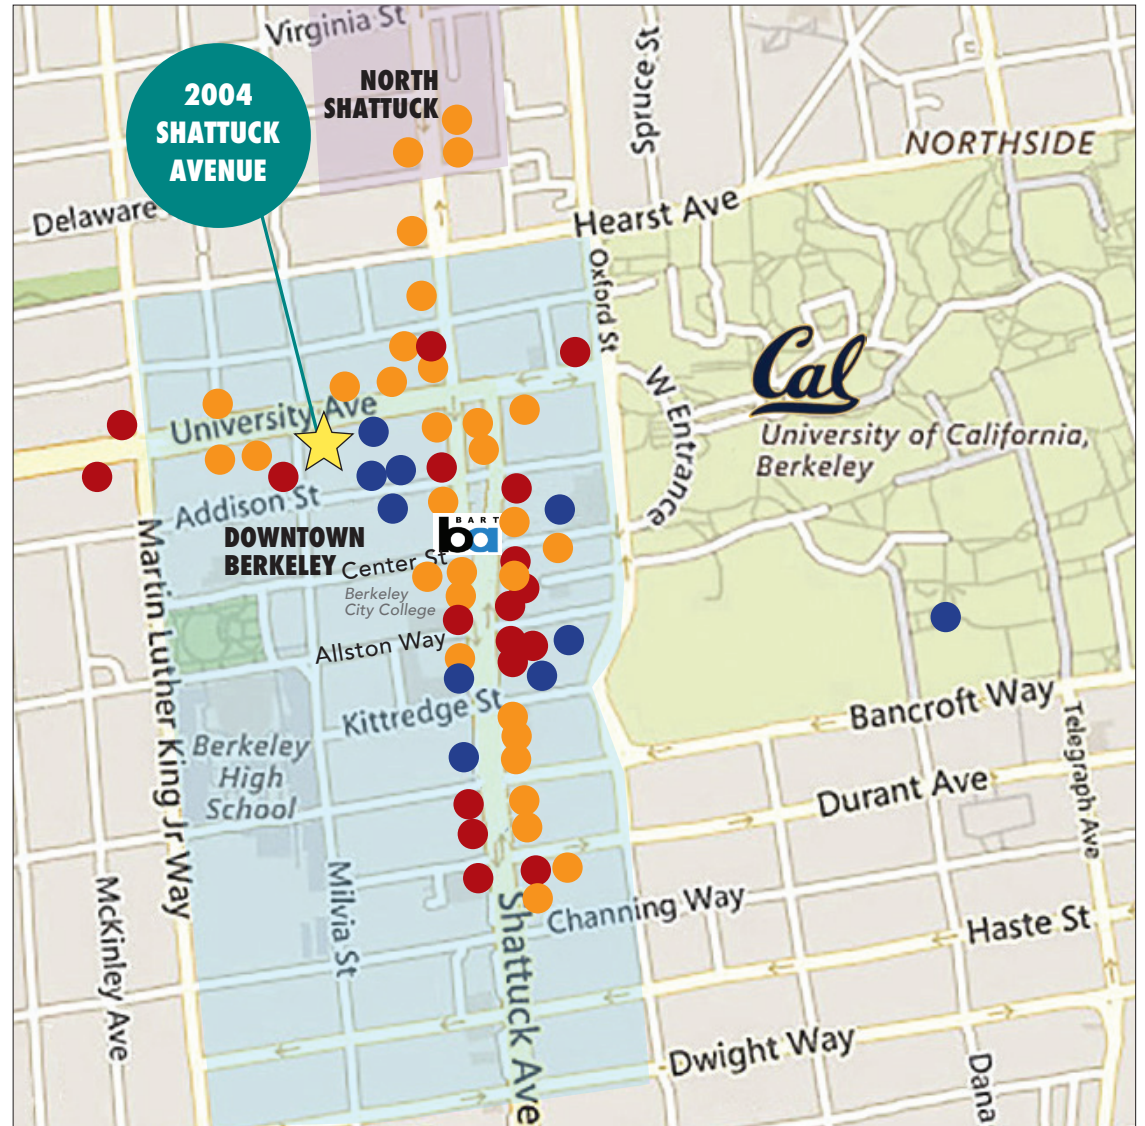 Virginia St
Spruce St
2004
SHATTUCK
AVENUE
NORTH
SHATTUCK
NORTHSIDE
Delaware
Hearst Ave
Oxford St
Cal
University of California,
Berkeley
W Entrance
University Ave
Addison St
DOWNTOWN
BERKELEY
BART
ba
Center St
Berkeley
City College
Allston Way
Martin Luther King Jr Way
Kittredge St
Bancroft Way
Telegraph Ave
Berkeley
High
School
Durant Ave
Milvia St
McKinley Ave
Shattuck Ave
Channing Way
Haste St
Dwight Way
Dana